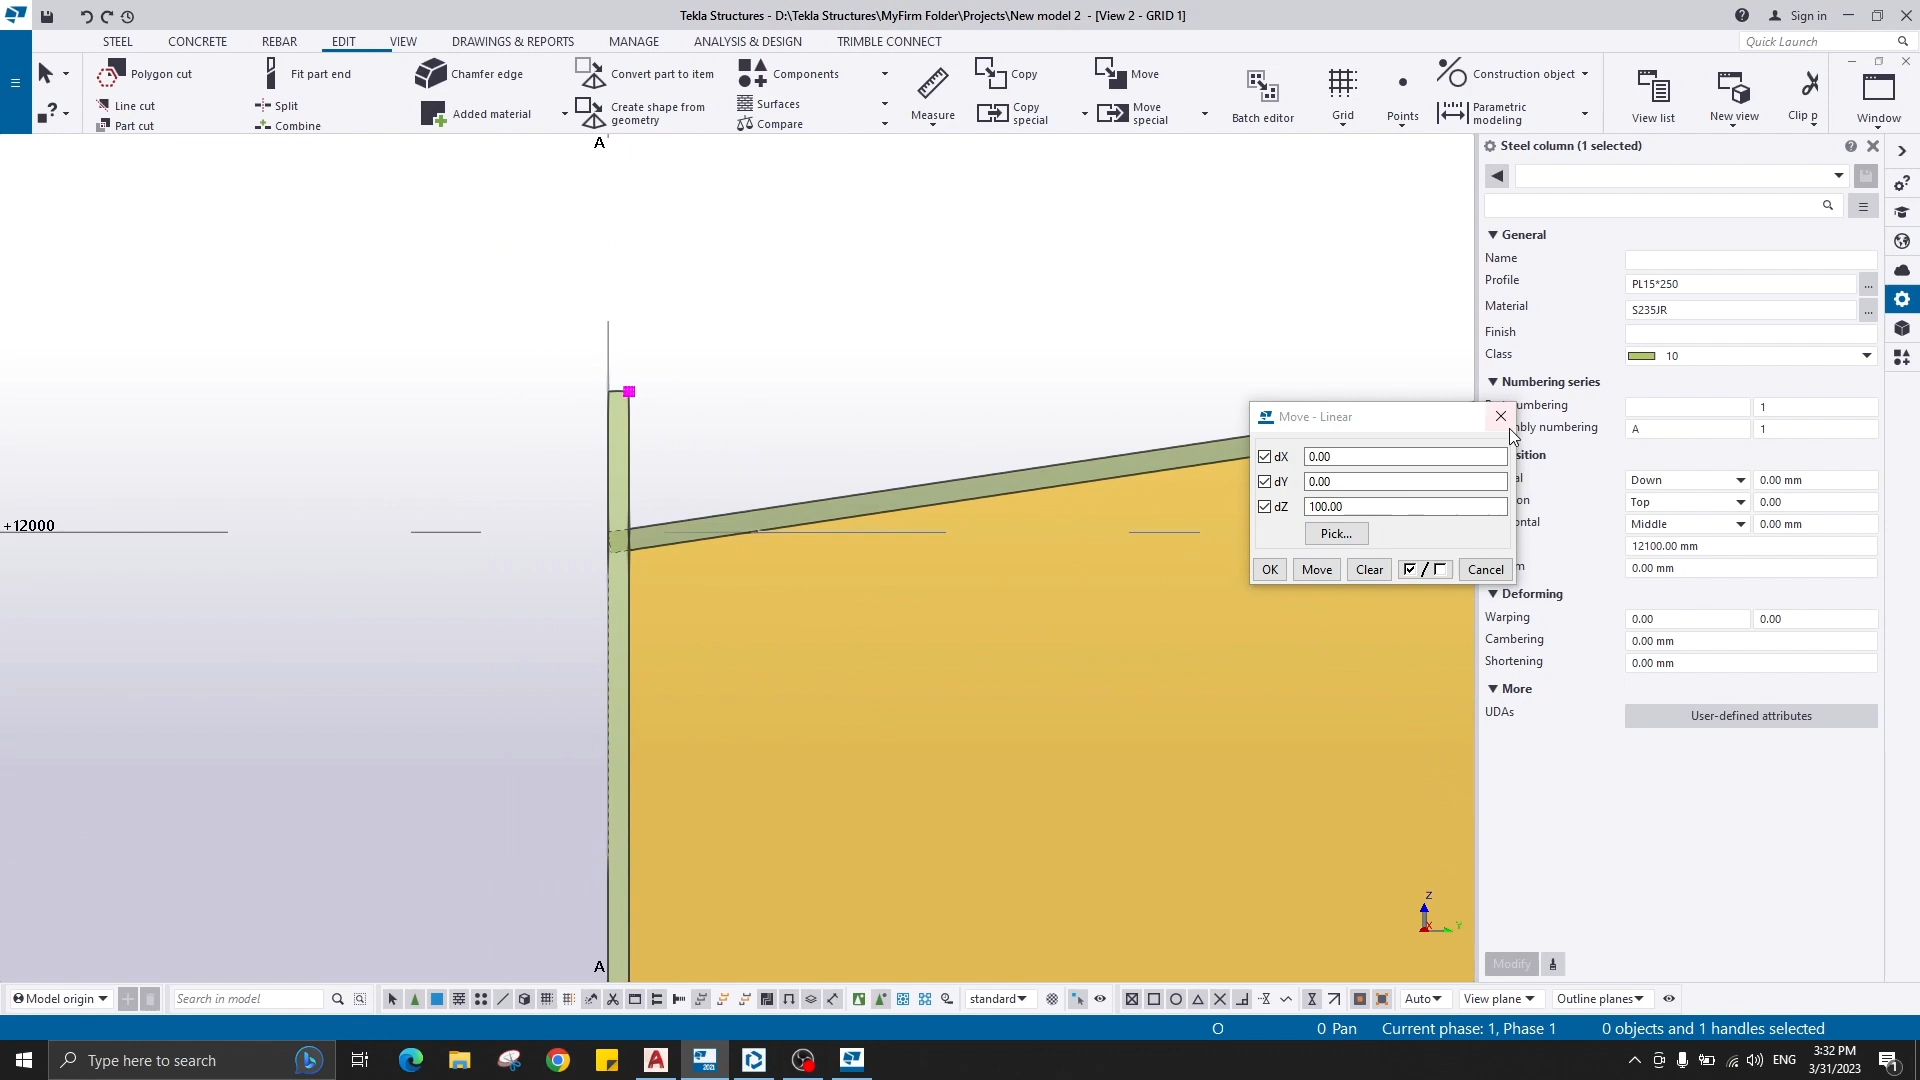 Tekla Structures - D:\Tekla Structures\MyFirm Folder\Projects\New model 2 - [View 2 - GRID 1]
Sign in
STEEL CONCRETE REBAR EDIT VIEW DRAWINGS & REPORTS MANAGE ANALYSIS & DESIGN TRIMBLE CONNECT
Quick Launch
Polygon cut
Line cut
Part cut
Fit part end
Split
Combine
Chamfer edge
Added material
Convert part to item
Create shape from
geometry
Components
Surfaces
Compare
Measure
Copy
Copy
special
Move
Move
special
Batch editor
Grid
Points
Construction object
Parametric
modeling
View list
New view
Clip p
Window
A
+12000
A
Z
Y
X
Move - Linear
dX 0.00
dY 0.00
dZ 100.00
Pick...
OK Move Clear / Cancel
Steel column (1 selected)
General
Name
Profile PL15*250 ...
Material S235JR ...
Finish
Class 10
Numbering series
umbering 1
mbly numbering A 1
sition
al Down 0.00 mm
on Top 0.00
ontal Middle 0.00 mm
12100.00 mm
m 0.00 mm
Deforming
Warping 0.00 0.00
Cambering 0.00 mm
Shortening 0.00 mm
More
UDAs User-defined attributes
Modify
Model origin
Search in model
standard
Auto
View plane
Outline planes
O 0 Pan Current phase: 1, Phase 1 0 objects and 1 handles selected
Type here to search
2021
ENG
3:32 PM
3/31/2023
1